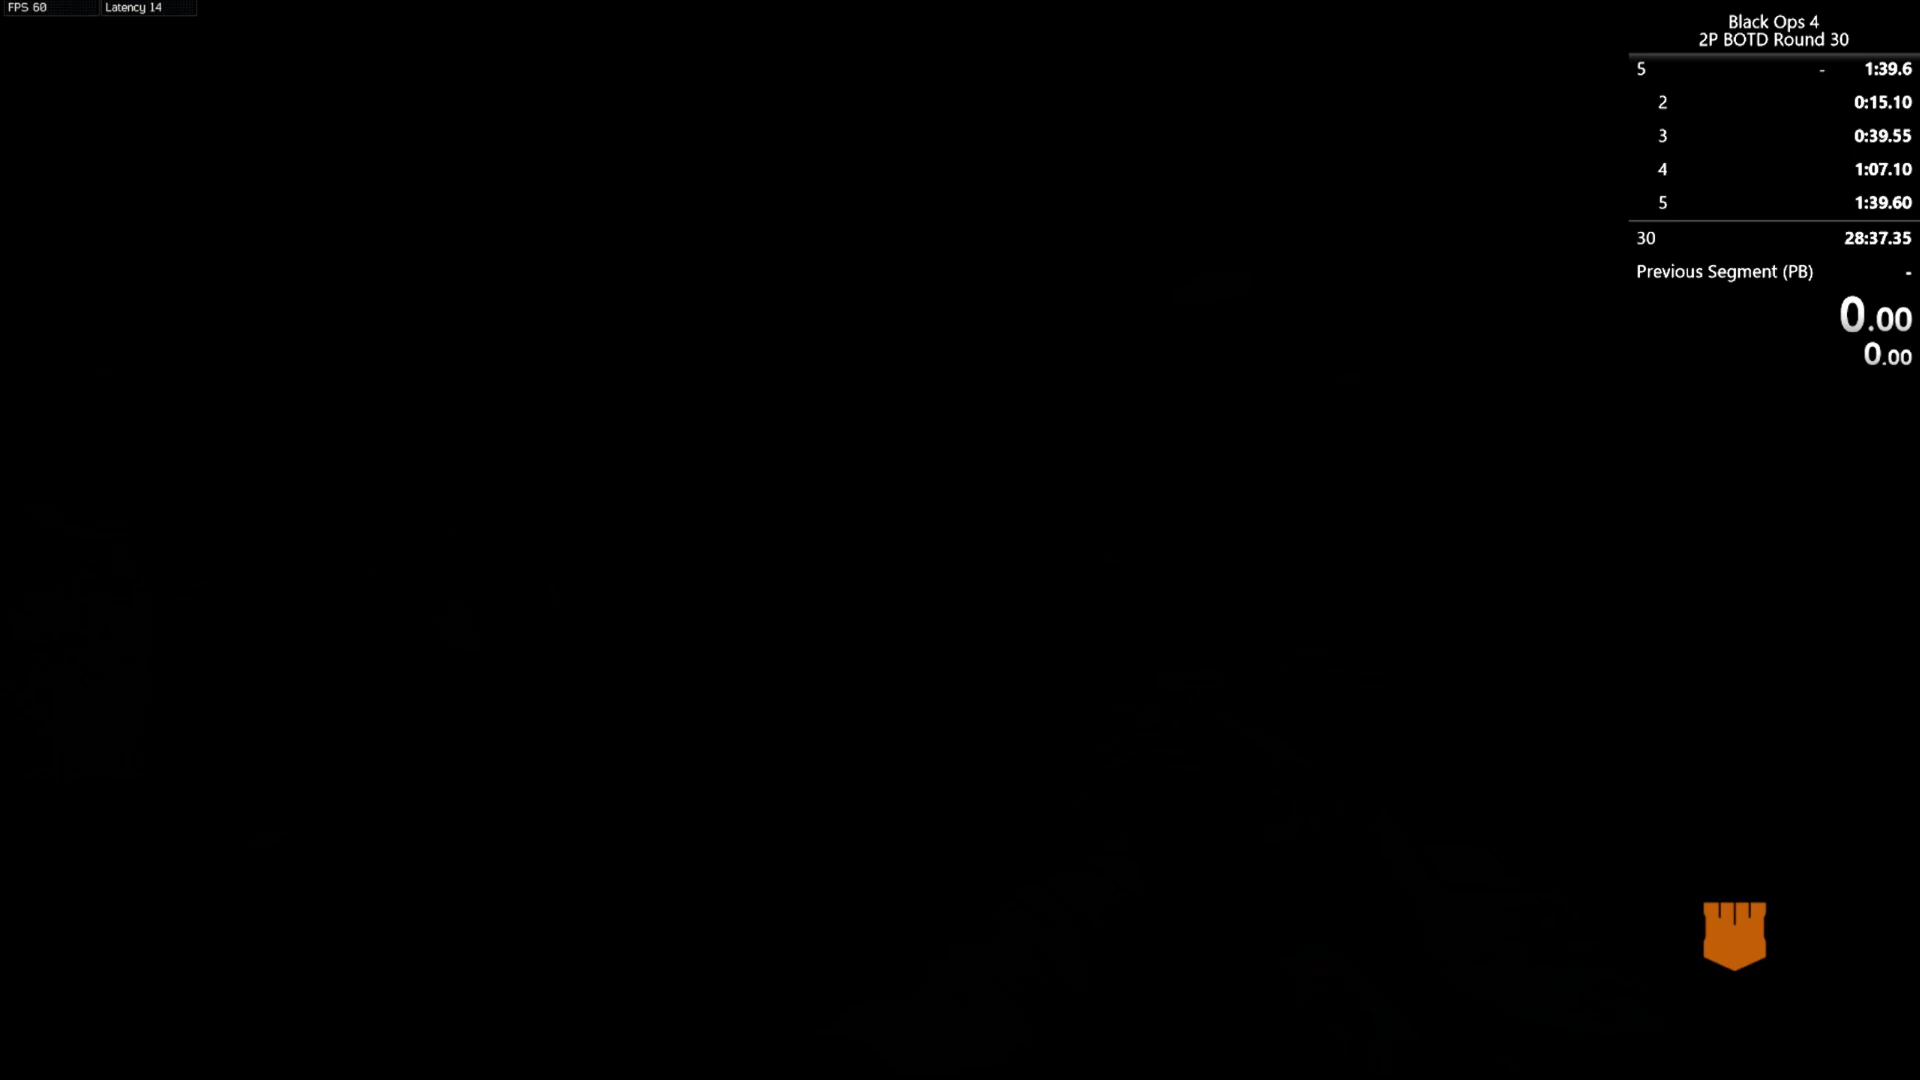 FPS 60 Latency 14
Black Ops 4
2P BOTD Round 30
5 - 1:39.6
2 0:15.10
3 0:39.55
4 1:07.10
5 1:39.60
30 28:37.35
Previous Segment (PB) -
0.00
0.00